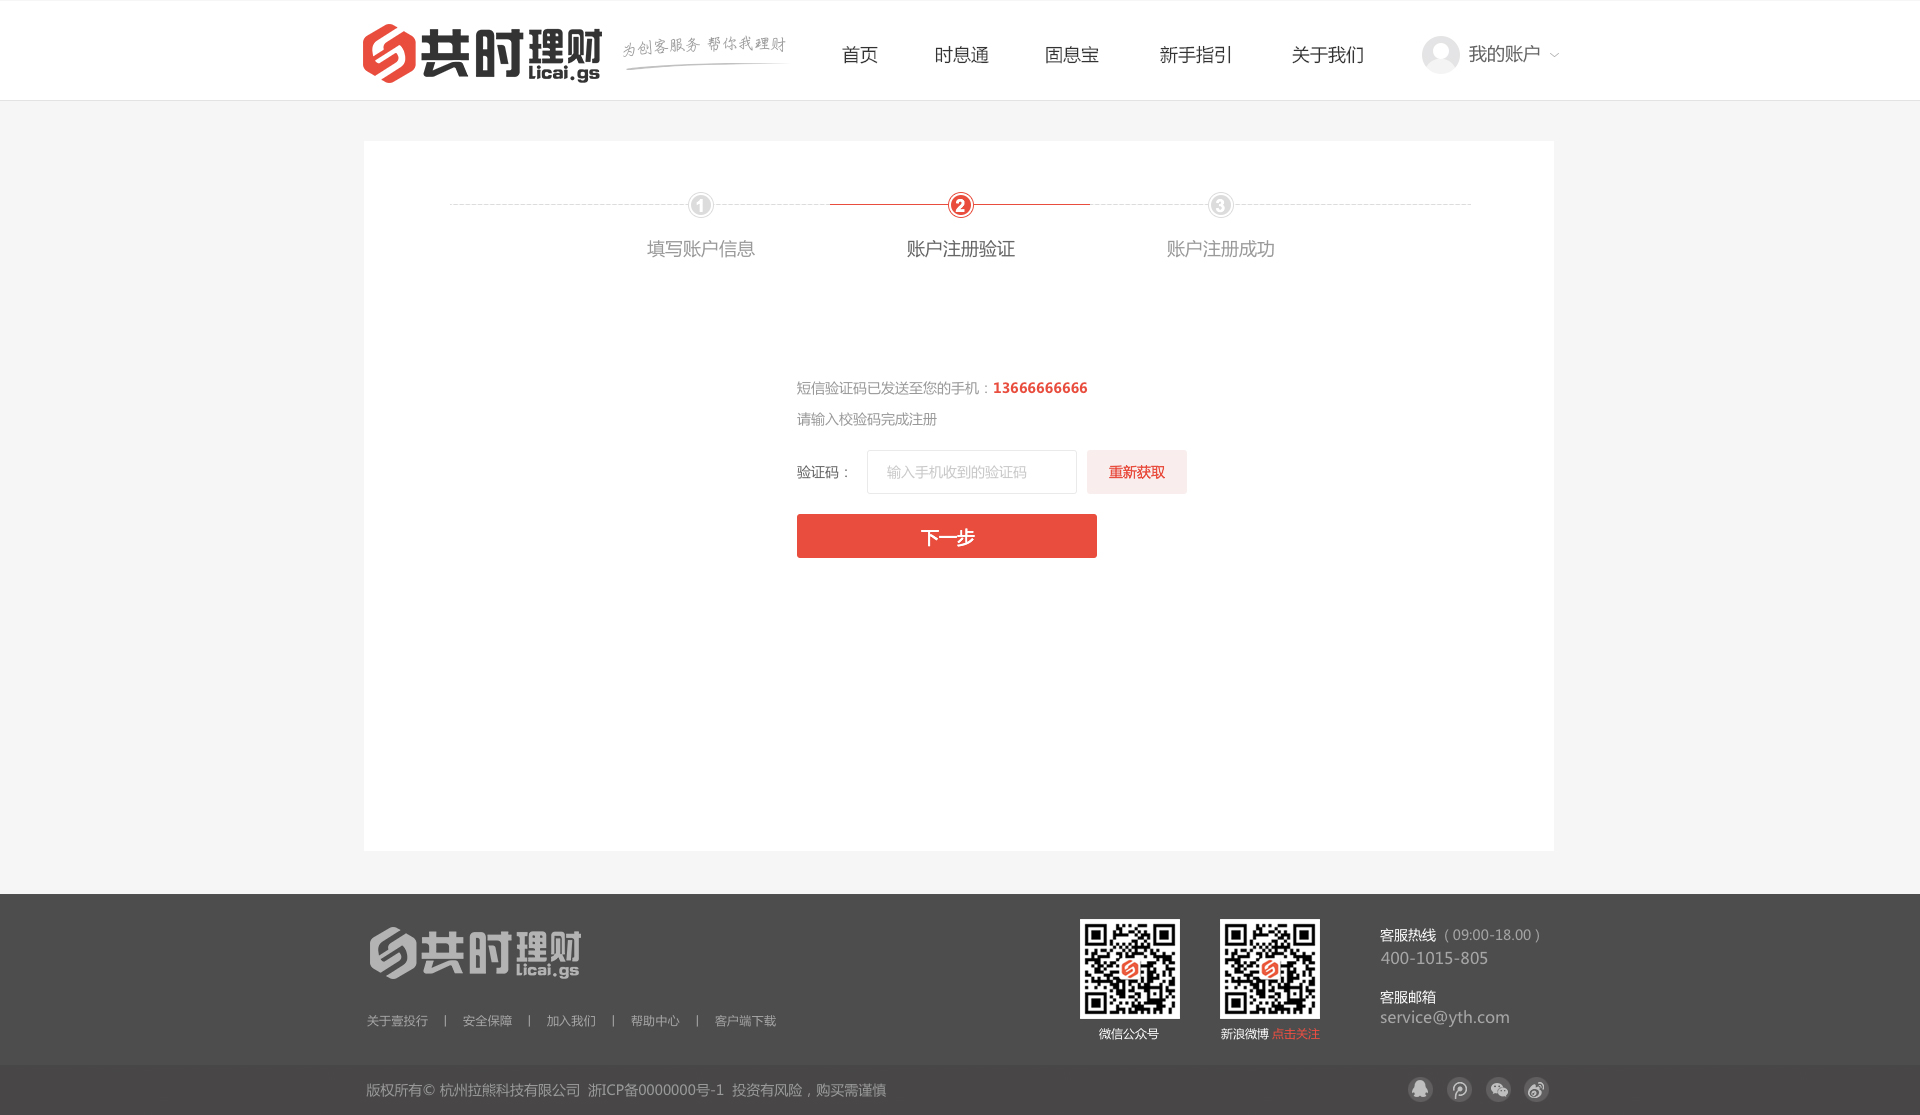 共时理财
Licai.gs
为创客服务 帮你我理财
首页
时息通
固息宝
新手指引
关于我们
我的账户
1
2
3
填写账户信息
账户注册验证
账户注册成功
短信验证码已发送至您的手机：13666666666
请输入校验码完成注册
验证码：
输入手机收到的验证码
重新获取
下一步
共时理财
Licai.gs
关于壹投行 | 安全保障 | 加入我们 | 帮助中心 | 客户端下载
微信公众号
新浪微博 点击关注
客服热线（09:00-18.00）
400-1015-805
客服邮箱
service@yth.com
版权所有© 杭州拉熊科技有限公司 浙ICP备0000000号-1 投资有风险，购买需谨慎